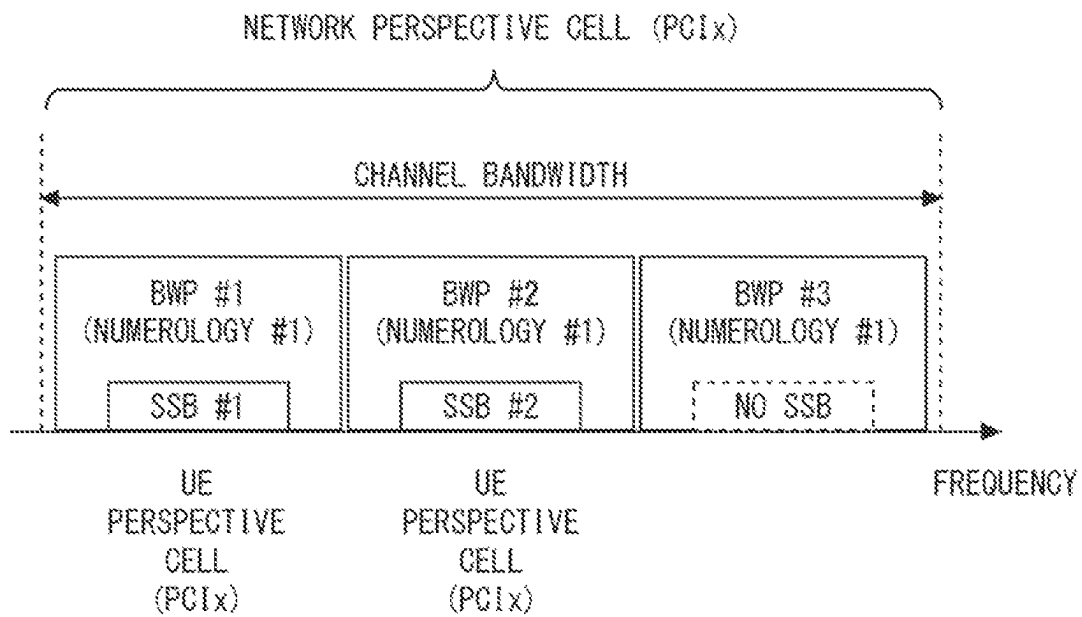 NETWORK PERSPECTIVE CELL (PCIx)
CHANNEL BANDWIDTH
BWP #1
(NUMEROLOGY #1)
BWP #2
(NUMEROLOGY #1)
BWP #3
(NUMEROLOGY #1)
SSB #1
SSB #2
NO SSB
FREQUENCY
UE
PERSPECTIVE
CELL
(PCIx)
UE
PERSPECTIVE
CELL
(PCIx)